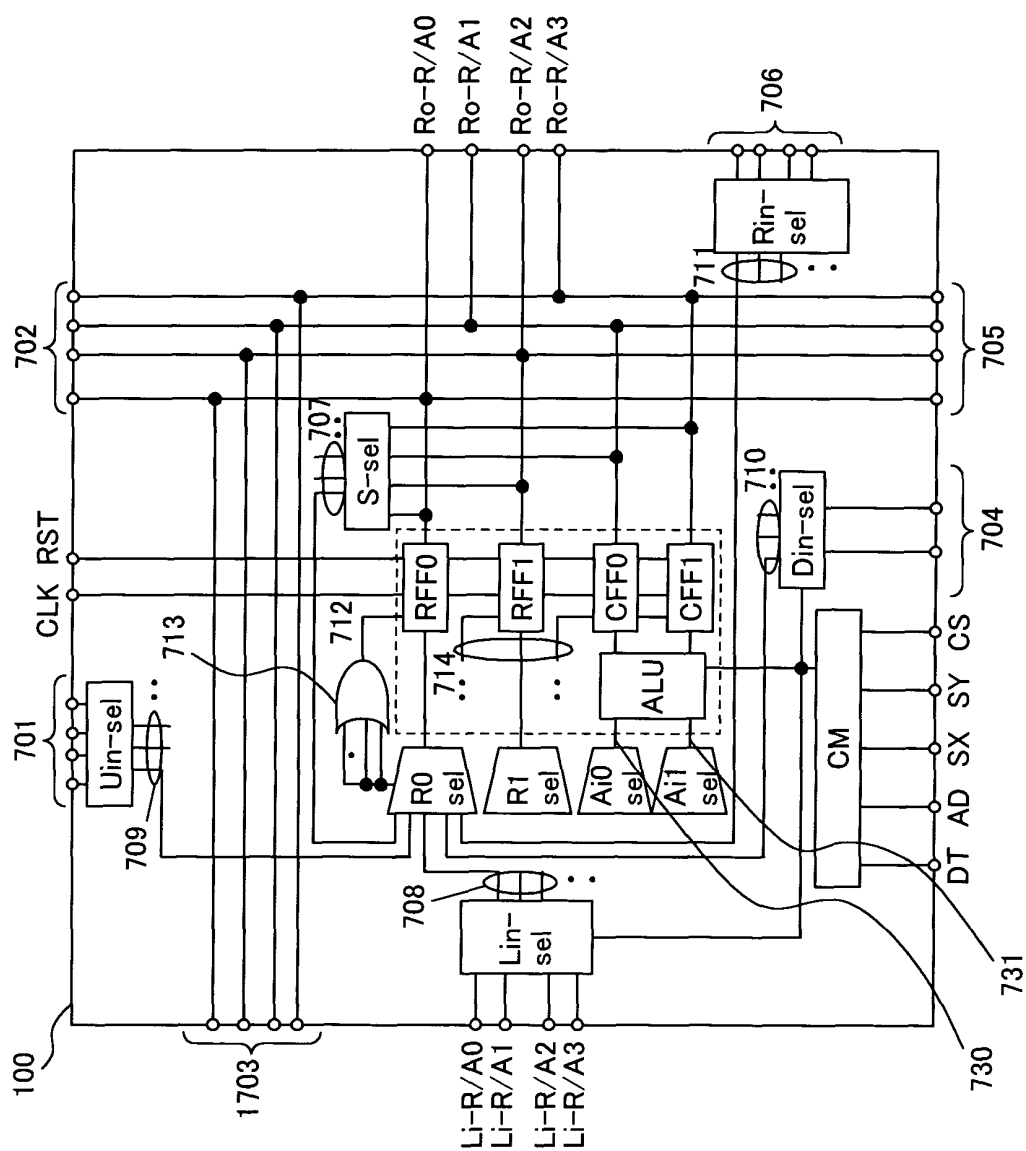 Ro-R/A0
Ro-R/A1
Ro-R/A2
Ro-R/A3
706
Rin-
sel
711
702
705
707
S-sel
710
Din-sel
704
CLK
RST
RFF0
RFF1
CFF0
CFF1
712
713
714
ALU
CS
SY
SX
AD
DT
CM
701
Uin-sel
709
R0
sel
R1
sel
Ai0
sel
Ai1
sel
708
Lin-
sel
731
730
100
1703
Li-R/A0
Li-R/A1
Li-R/A2
Li-R/A3